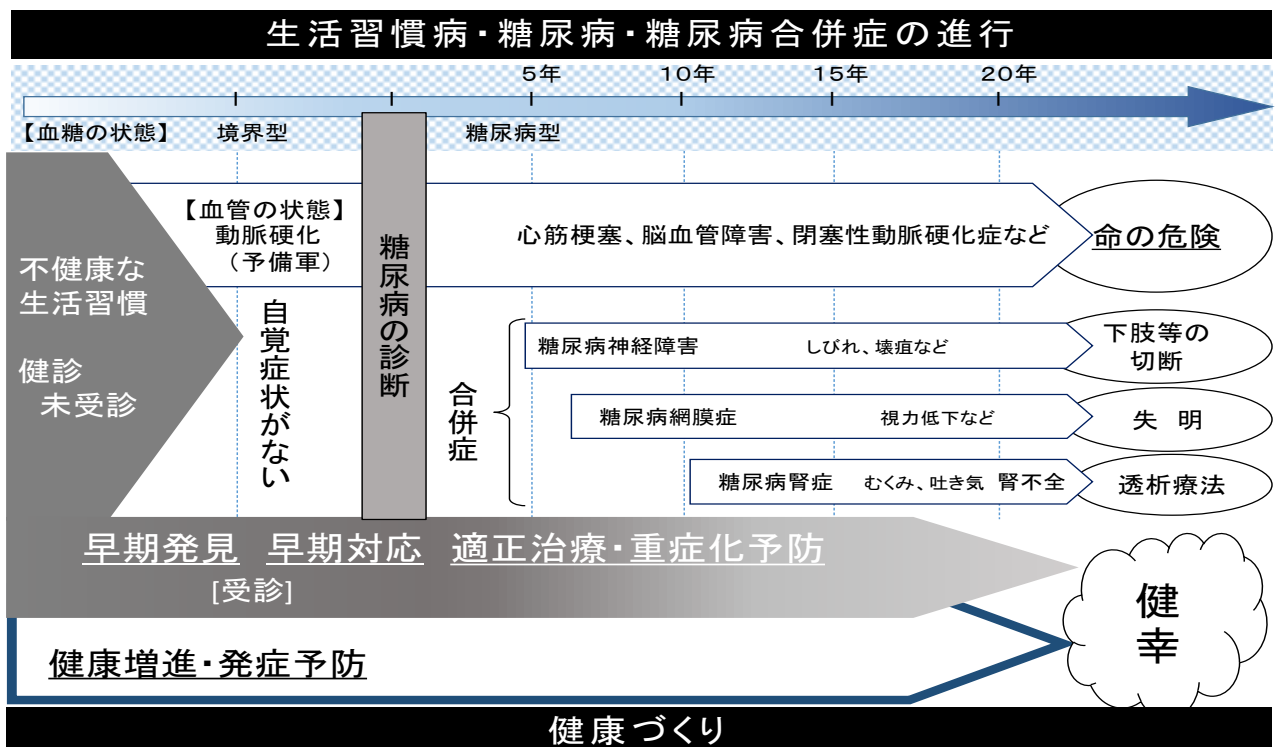 生活習慣病・糖尿病・糖尿病合併症の進行
5年 10年 15年 20年
【血糖の状態】 境界型 糖尿病型
【血管の状態】
動脈硬化
（予備軍）
心筋梗塞、脳血管障害、閉塞性動脈硬化症など
命の危険
不健康な
生活習慣
健診
未受診
自覚症状がない
糖尿病の診断
合併症
糖尿病神経障害 しびれ、壊疽など
下肢等の
切断
糖尿病網膜症 視力低下など
失 明
糖尿病腎症 むくみ、吐き気 腎不全
透析療法
早期発見 早期対応 適正治療・重症化予防
[受診]
健康増進・発症予防
健幸
健康づくり